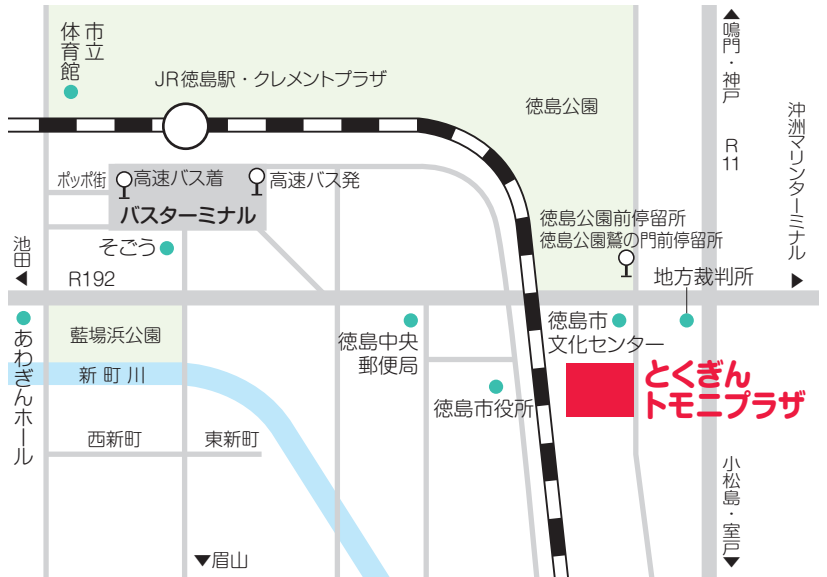 市立
体育館
JR徳島駅・クレメントプラザ
徳島公園
▲鳴門・神戸
R
11
沖洲マリンターミナル▶
ポッポ街
高速バス着
高速バス発
バスターミナル
徳島公園前停留所
徳島公園鷲の門前停留所
池田◀
そごう
R192
地方裁判所
あわぎんホール
藍場浜公園
徳島中央
郵便局
徳島市
文化センター
新町川
とくぎん
トモニプラザ
徳島市役所
西新町
東新町
小松島・室戸▼
▼眉山